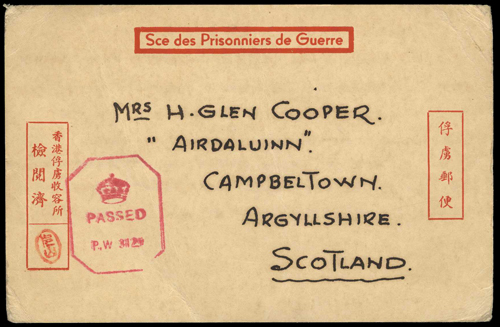 Sce des Prisonniers de Guerre
MRS H. GLEN COOPER.
"AIRDALUINN".
CAMPBELTOWN.
ARGYLLSHIRE.
SCOTLAND.
俘虜郵便
香港俘虜收容所
檢閲濟
PASSED
P.W